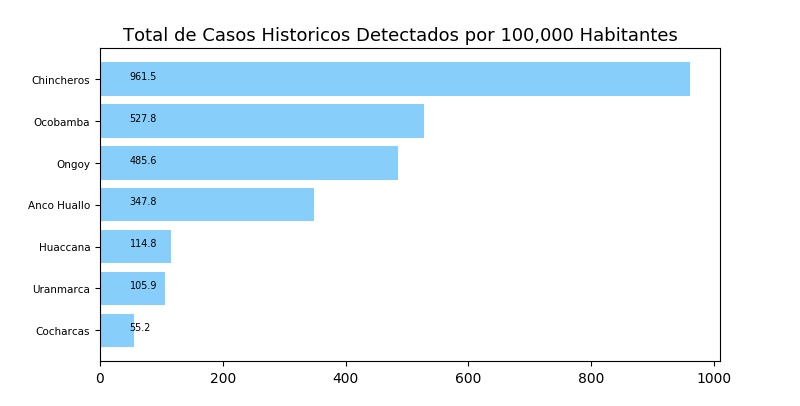 Total de Casos Historicos Detectados por 100,000 Habitantes
Chincheros 961.5
Ocobamba 527.8
Ongoy 485.6
Anco Huallo 347.8
Huaccana 114.8
Uranmarca 105.9
Cocharcas 55.2
0 200 400 600 800 1000